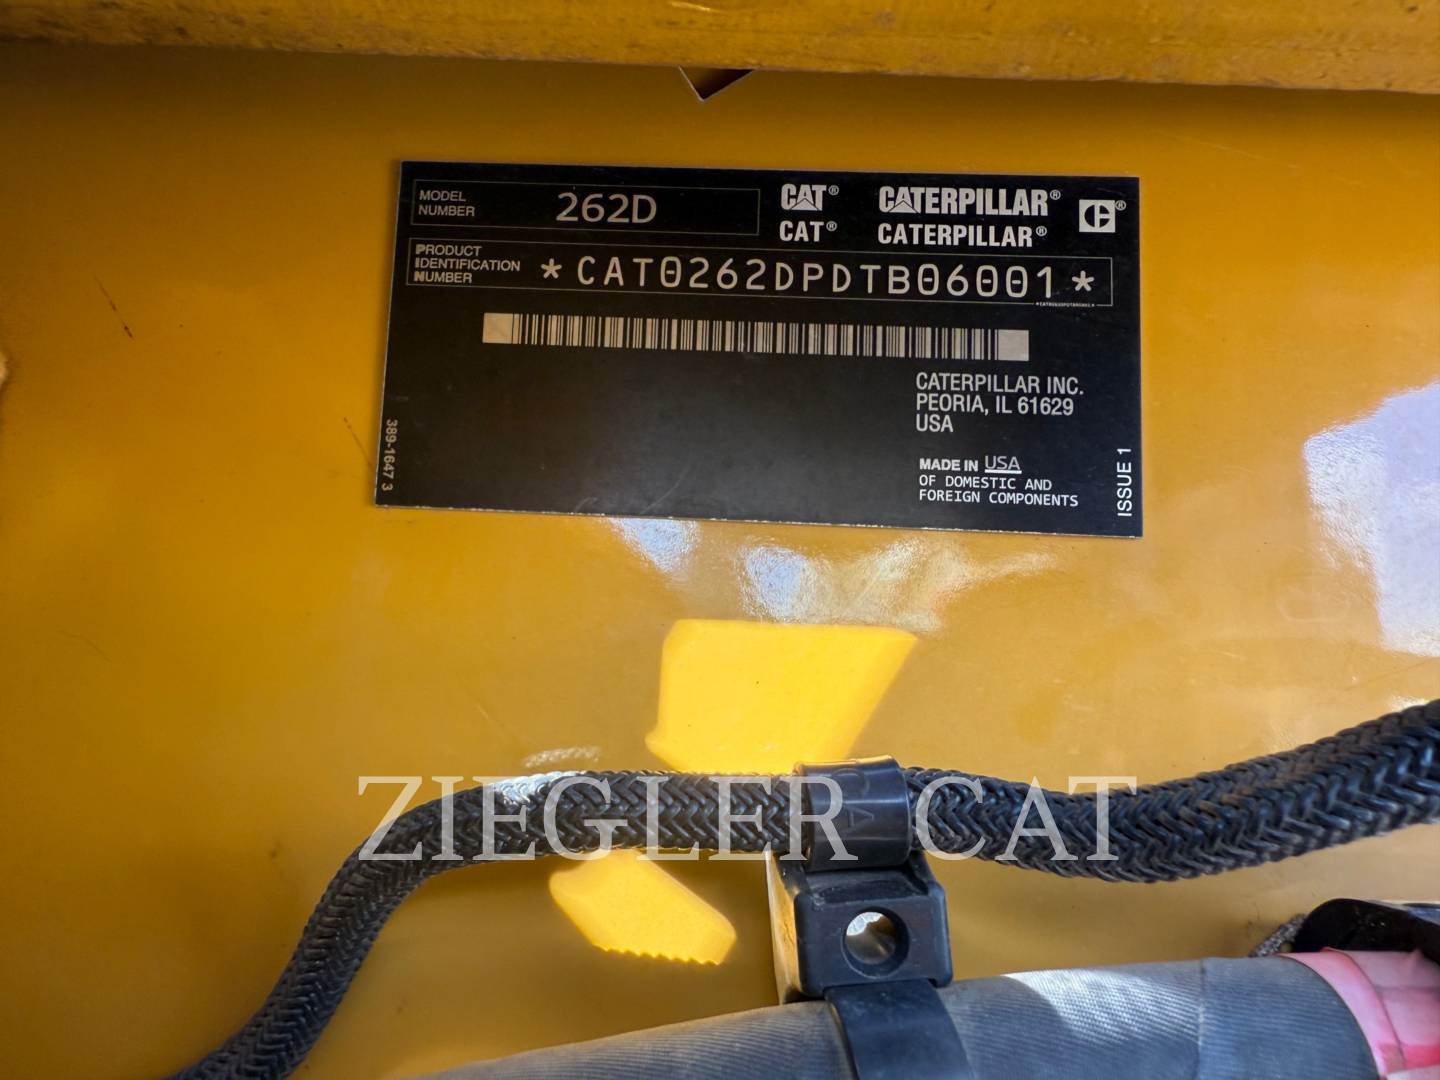 MODEL
NUMBER
262D
CAT® CATERPILLAR® C®
CAT® CATERPILLAR®
PRODUCT
IDENTIFICATION
NUMBER
*CAT0262DPDTB06001*
CATERPILLAR INC.
PEORIA, IL 61629
USA
MADE IN USA
OF DOMESTIC AND
FOREIGN COMPONENTS
389-1647 3
ISSUE 1
ZIEGLER CAT